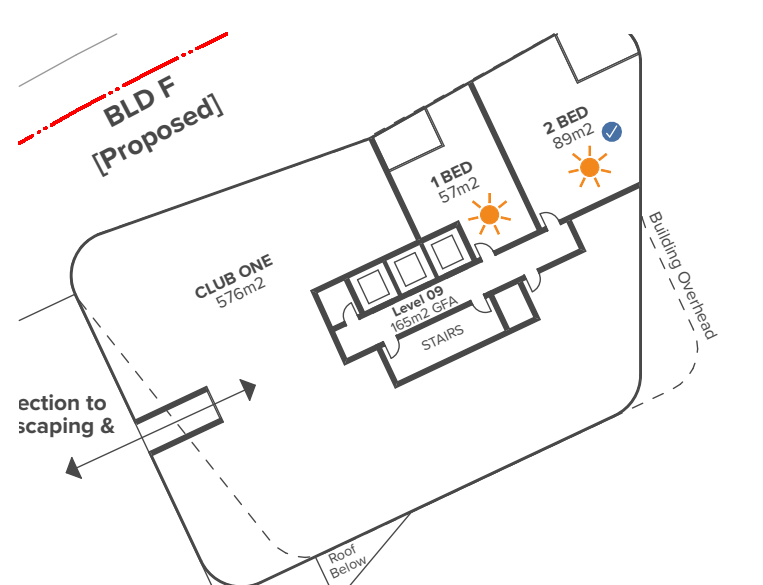 BLD F
[Proposed]
2 BED
89m2
1 BED
57m2
CLUB ONE
576m2
Level 09
165m2 GFA
STAIRS
Building Overhead
ection to
scaping &
Roof
Below